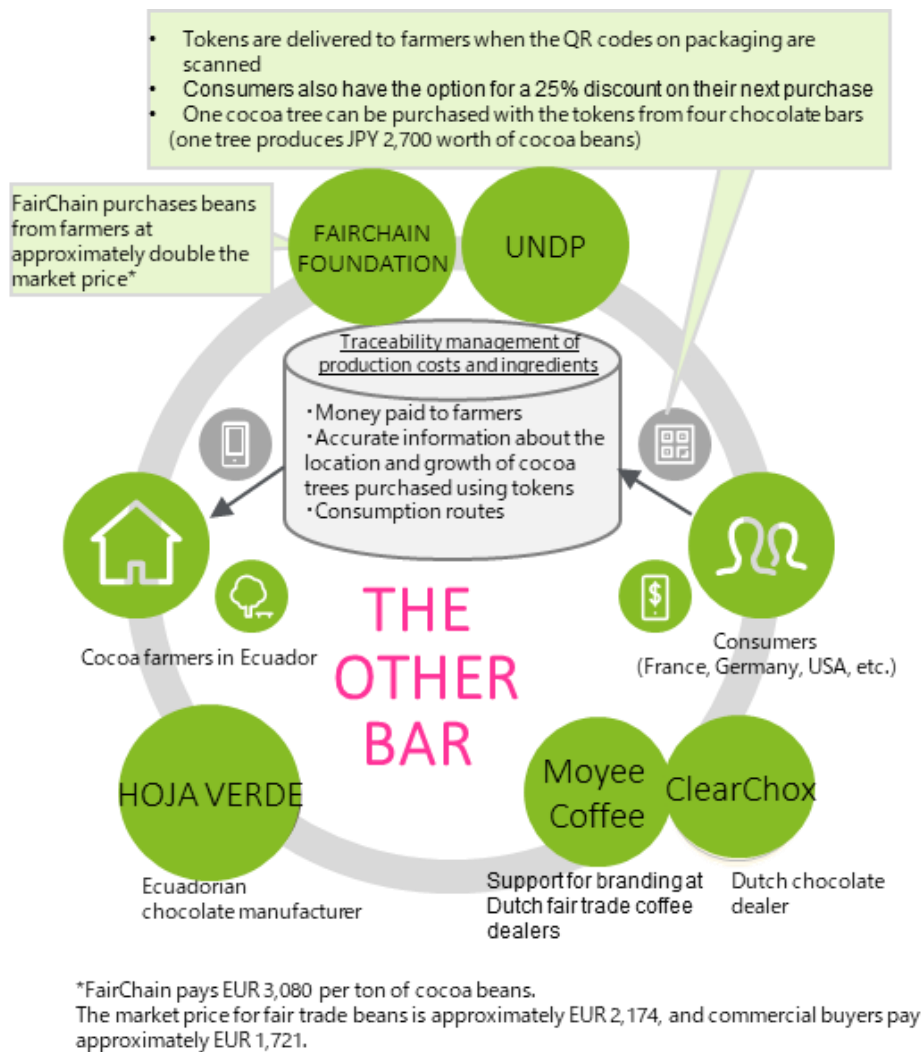 • Tokens are delivered to farmers when the QR codes on packaging are
scanned
• Consumers also have the option for a 25% discount on their next purchase
• One cocoa tree can be purchased with the tokens from four chocolate bars
(one tree produces JPY 2,700 worth of cocoa beans)
FairChain purchases beans
from farmers at
approximately double the
market price*
FAIRCHAIN
FOUNDATION
UNDP
Traceability management of
production costs and ingredients
・Money paid to farmers
・Accurate information about the
location and growth of cocoa
trees purchased using tokens
・Consumption routes
$
Cocoa farmers in Ecuador
Consumers
(France, Germany, USA, etc.)
THE
OTHER
BAR
HOJA VERDE
Ecuadorian
chocolate manufacturer
Moyee
Coffee
Support for branding at
Dutch fair trade coffee
dealers
ClearChox
Dutch chocolate
dealer
*FairChain pays EUR 3,080 per ton of cocoa beans.
The market price for fair trade beans is approximately EUR 2,174, and commercial buyers pay
approximately EUR 1,721.